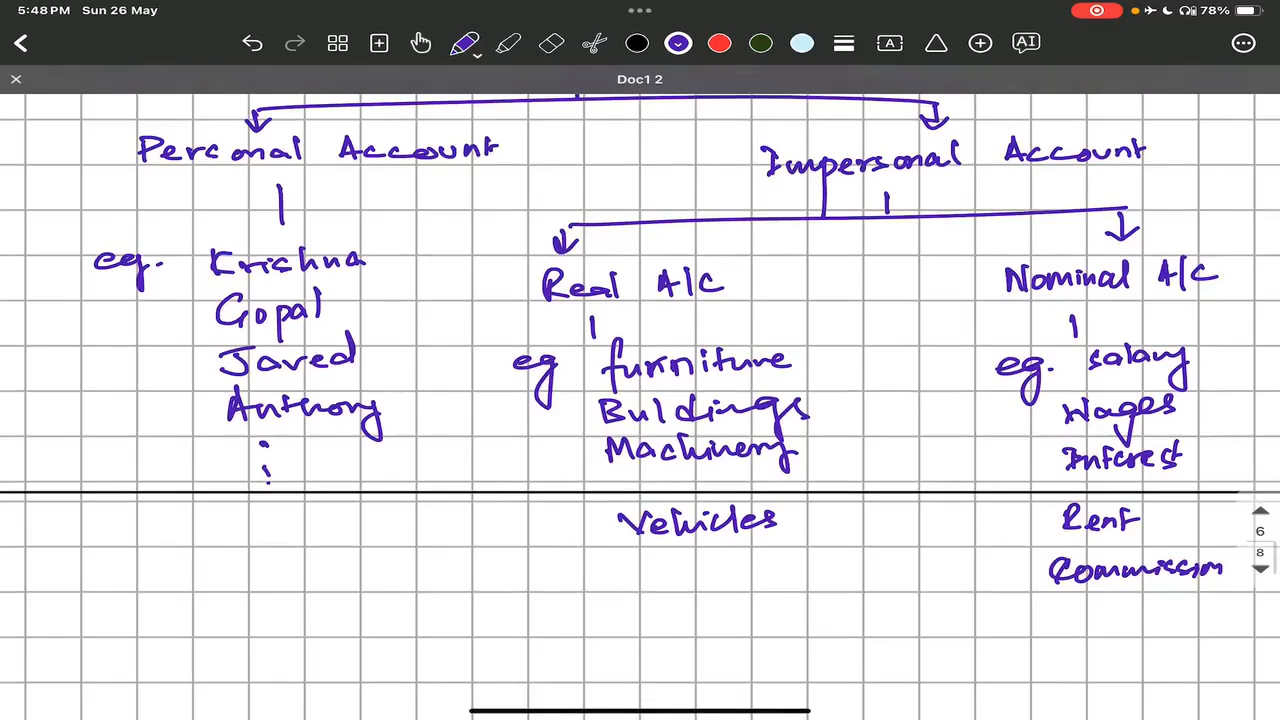 5:48 PM Sun 26 May
78%
Doc1 2
Personal Account
Impersonal Account
eg. Krishna
Gopal
Javed
Anthony
Real A/C
eg furniture
Buldings
Machinery
Vehicles
Nominal A/C
eg. salary
Wages
Interest
Rent
Commission
6
8
A
AI